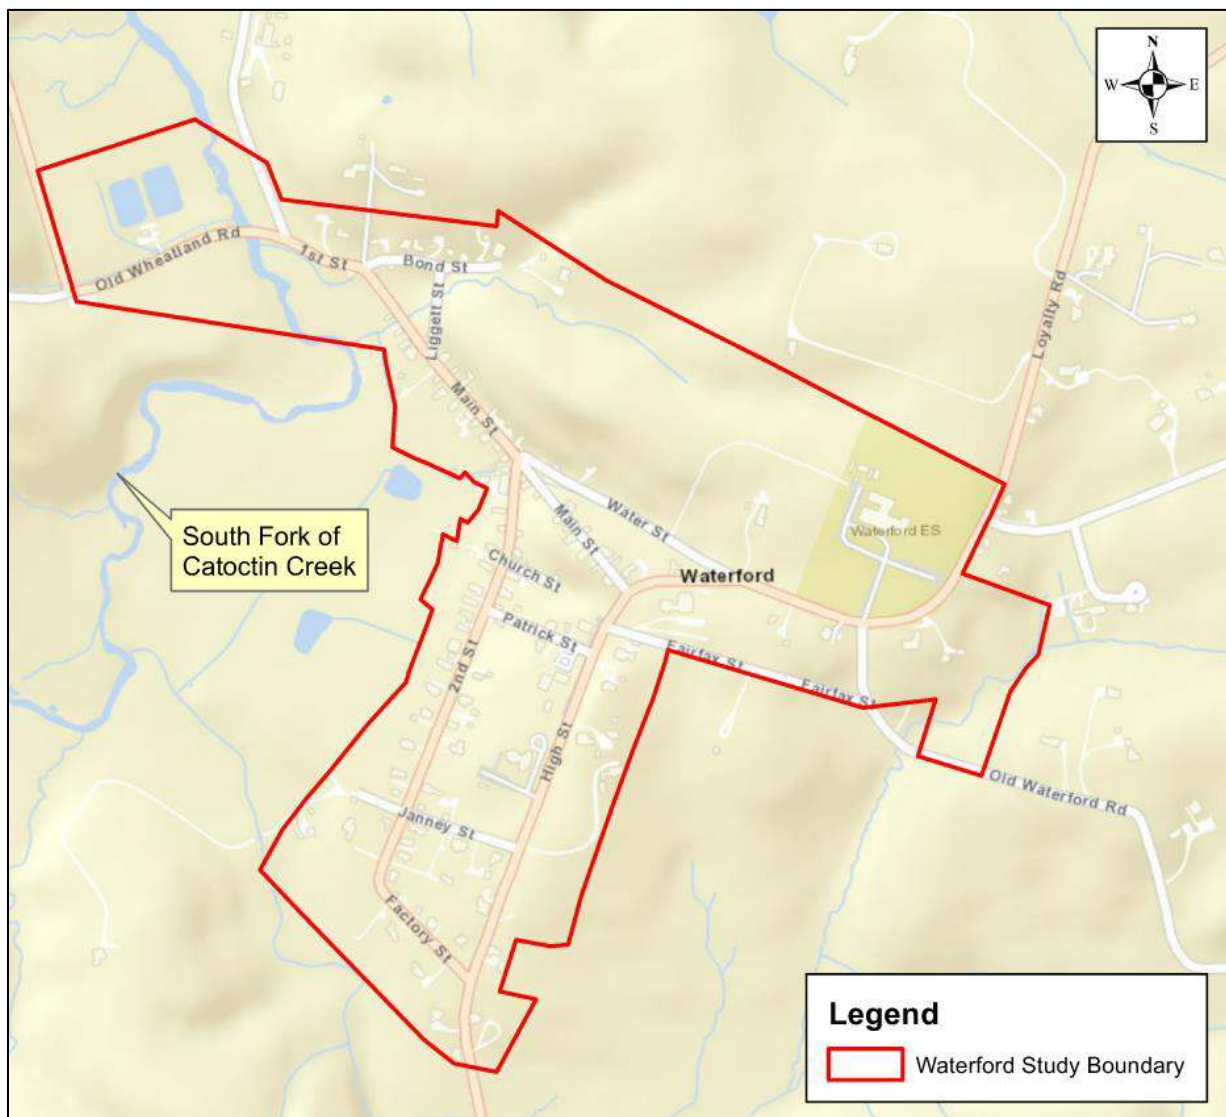 N
W E
S
Old Wheatland Rd
1st St
Bond St
Liggett St
Loyalty Rd
Main St
South Fork of
Catoctin Creek
Water St
Main St
Waterford ES
Church St
Waterford
Patrick St
2nd St
Fairfax St
Fairfax St
High St
Old Waterford Rd
Janney St
Factory St
Legend
Waterford Study Boundary